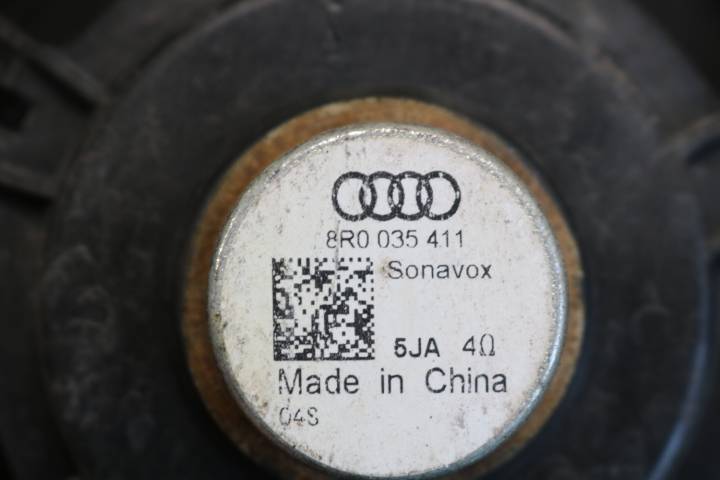 8R0 035 411
Sonavox
5JA 4Ω
Made in China
04S